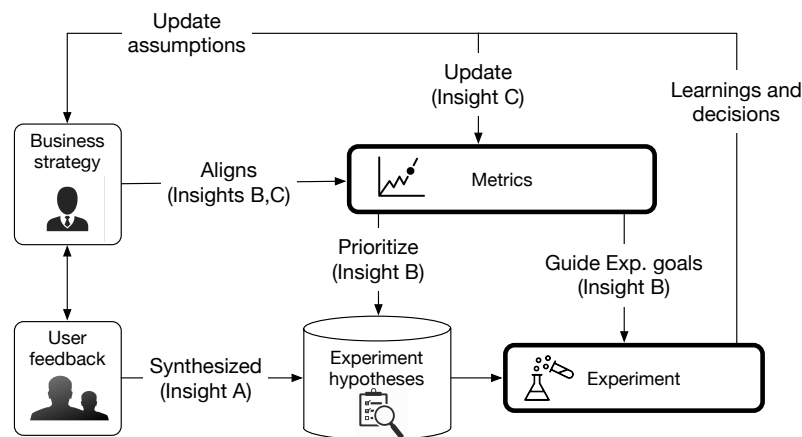 Update
assumptions
Update
(Insight C)
Learnings and
decisions
Business
strategy
Aligns
(Insights B,C)
Metrics
Prioritize
(Insight B)
Guide Exp. goals
(Insight B)
User
feedback
Synthesized
(Insight A)
Experiment
hypotheses
Experiment